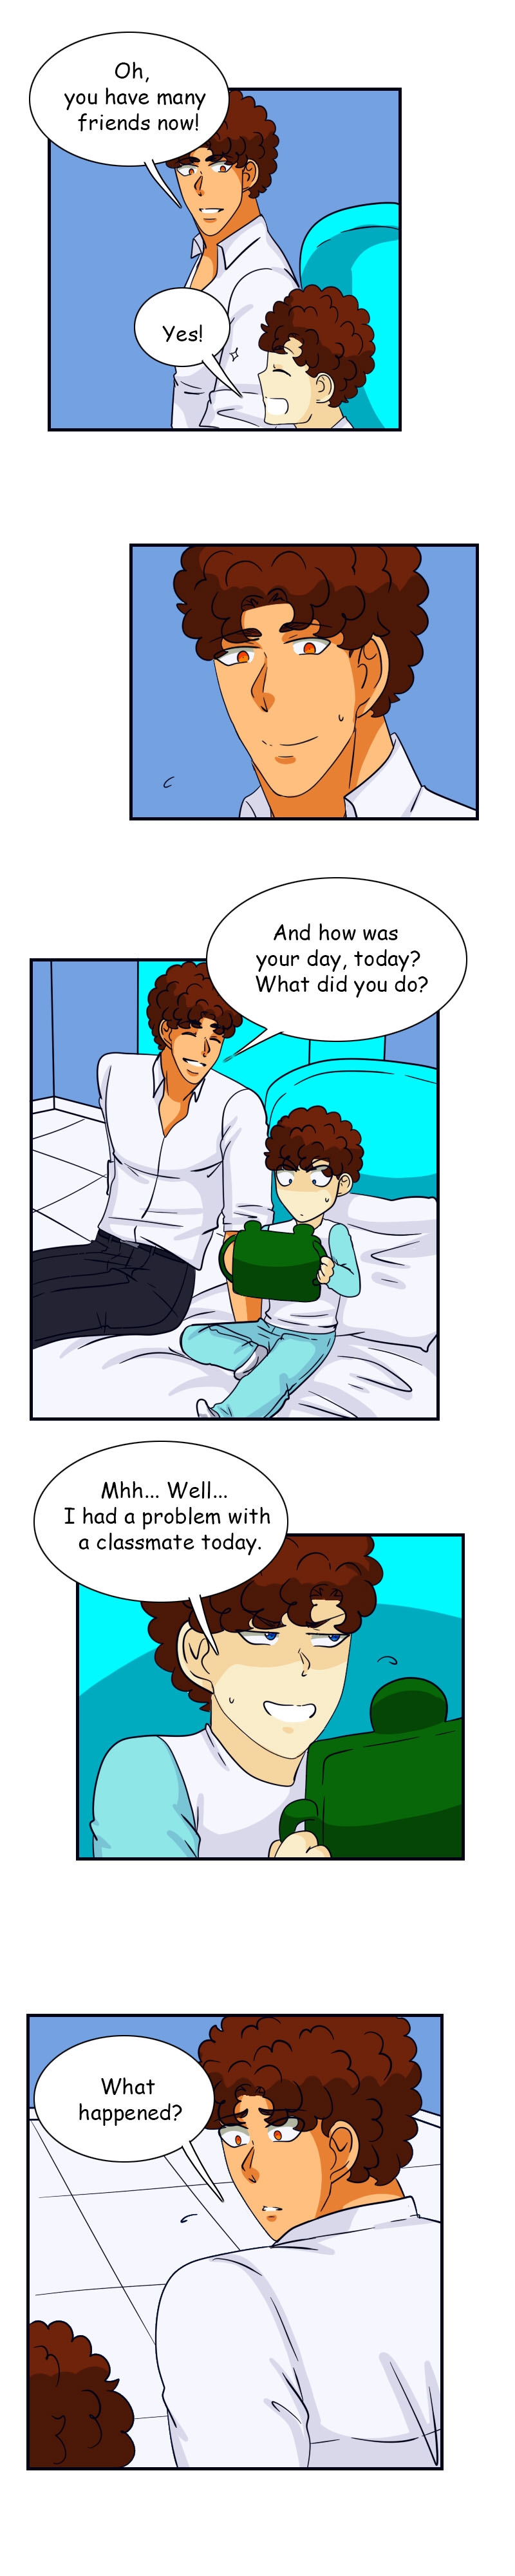 Oh,
you have many
friends now!
Yes!
And how was
your day, today?
What did you do?
Mhh... Well...
I had a problem with
a classmate today.
What
happened?